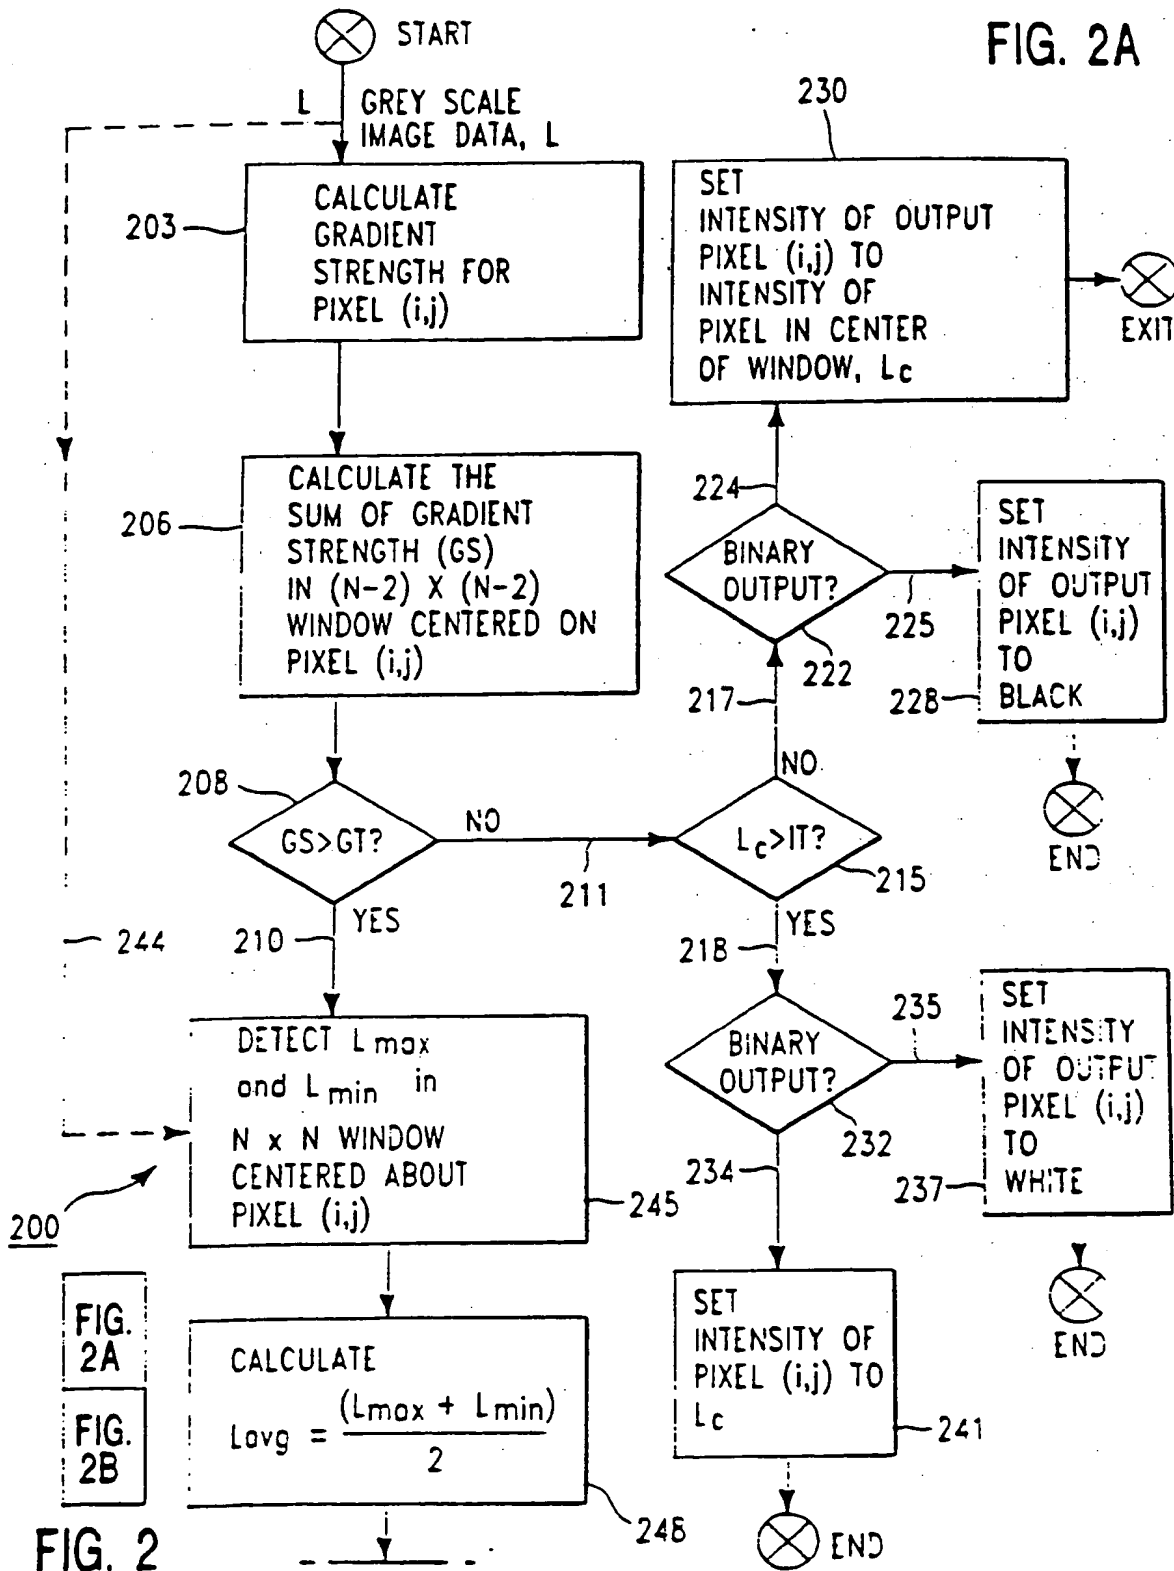 START
FIG. 2A
L
GREY SCALE
IMAGE DATA, L
230
203
CALCULATE
GRADIENT
STRENGTH FOR
PIXEL (i,j)
SET
INTENSITY OF OUTPUT
PIXEL (i,j) TO
INTENSITY OF
PIXEL IN CENTER
OF WINDOW, Lc
EXIT
206
CALCULATE THE
SUM OF GRADIENT
STRENGTH (GS)
IN (N-2) X (N-2)
WINDOW CENTERED ON
PIXEL (i,j)
224
BINARY
OUTPUT?
222
225
SET
INTENSITY
OF OUTPUT
PIXEL (i,j)
TO
BLACK
228
END
217
NO
208
GS>GT?
NO
211
Lc>IT?
215
YES
210
YES
218
244
DETECT Lmax
and Lmin in
N x N WINDOW
CENTERED ABOUT
PIXEL (i,j)
245
200
BINARY
OUTPUT?
232
235
SET
INTENSITY
OF OUTPUT
PIXEL (i,j)
TO
WHITE
237
END
234
SET
INTENSITY OF
PIXEL (i,j) TO
Lc
241
END
CALCULATE
Lavg = (Lmax + Lmin)
2
248
FIG.
2A
FIG.
2B
FIG. 2